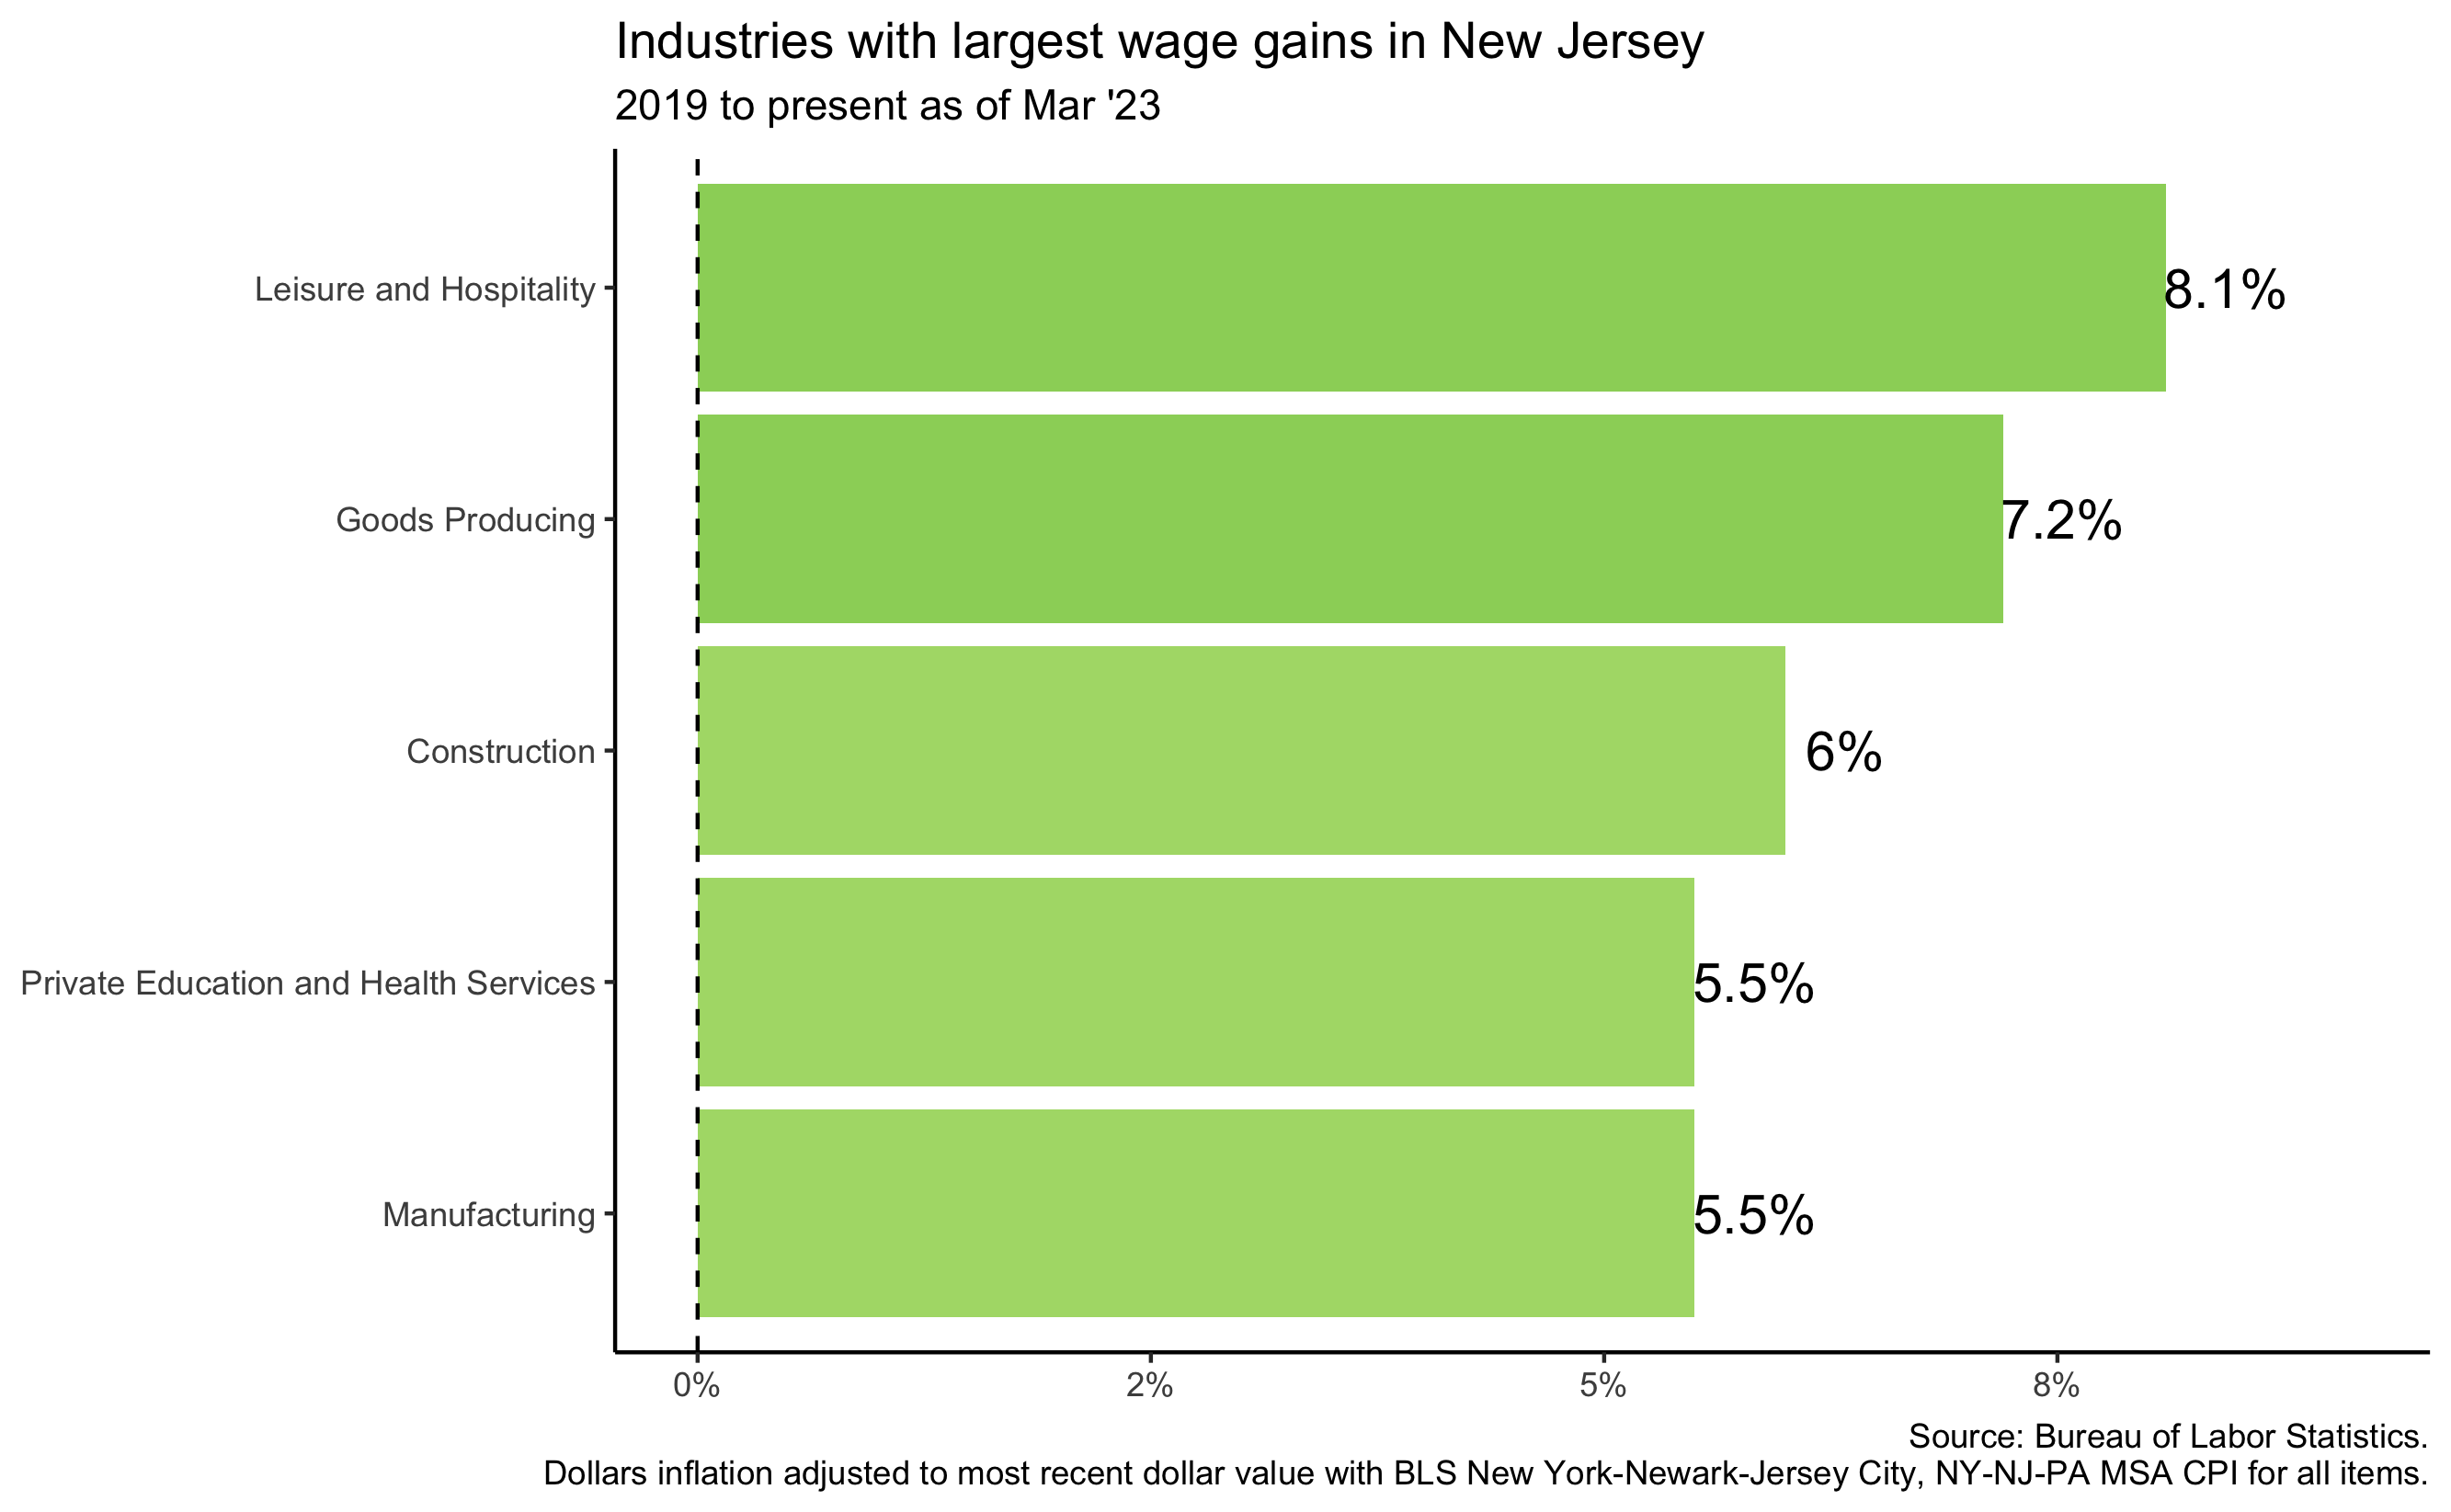 Industries with largest wage gains in New Jersey
2019 to present as of Mar '23
Leisure and Hospitality
8.1%
Goods Producing
7.2%
Construction
6%
Private Education and Health Services
5.5%
Manufacturing
5.5%
0%
2%
5%
8%
Source: Bureau of Labor Statistics.
Dollars inflation adjusted to most recent dollar value with BLS New York-Newark-Jersey City, NY-NJ-PA MSA CPI for all items.